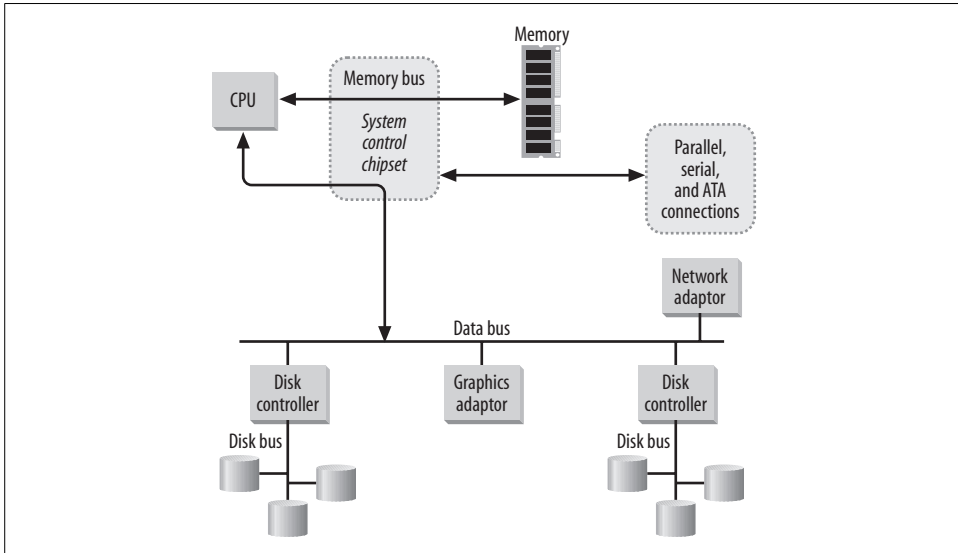 Memory
CPU
Memory bus
System
control
chipset
Parallel,
serial,
and ATA
connections
Network
adaptor
Data bus
Disk
controller
Graphics
adaptor
Disk
controller
Disk bus
Disk bus